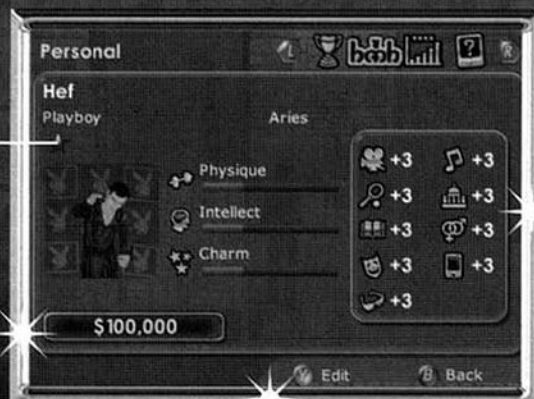 Personal
L
?
R
Hef
Playboy Aries
Physique
Intellect
Charm
+3 +3
+3 +3
+3 +3
+3 +3
+3
$100,000
Y Edit B Back